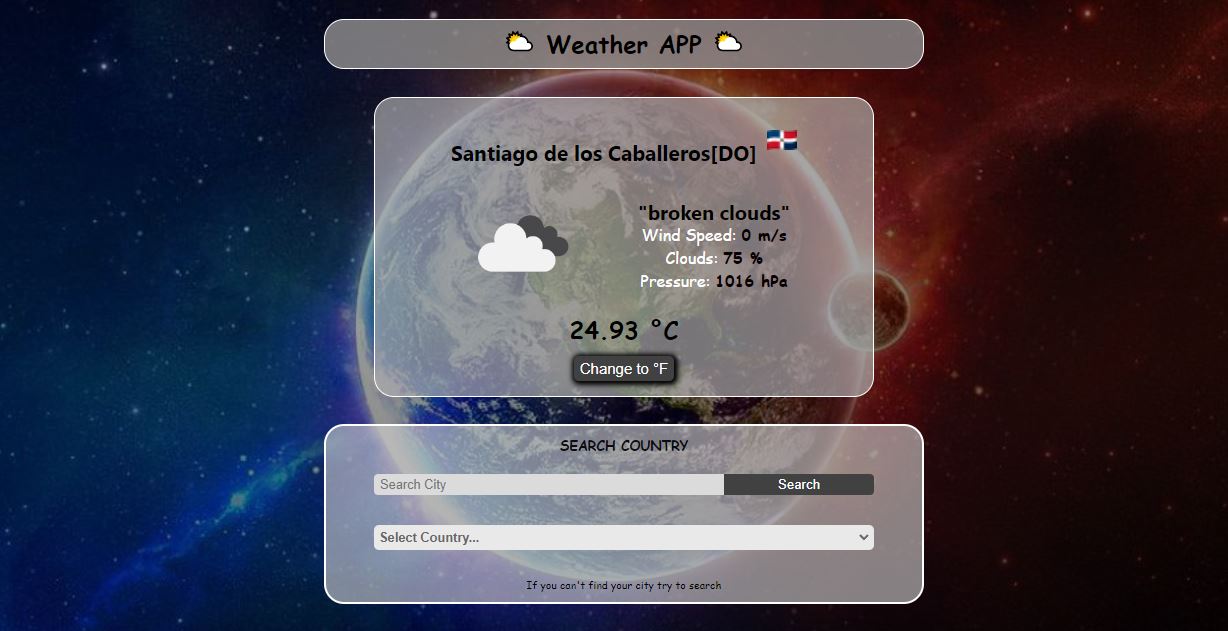 Weather APP
Santiago de los Caballeros[DO]
"broken clouds"
Wind Speed: 0 m/s
Clouds: 75 %
Pressure: 1016 hPa
24.93 °C
Change to °F
SEARCH COUNTRY
Search City Search
Select Country...
If you can't find your city try to search